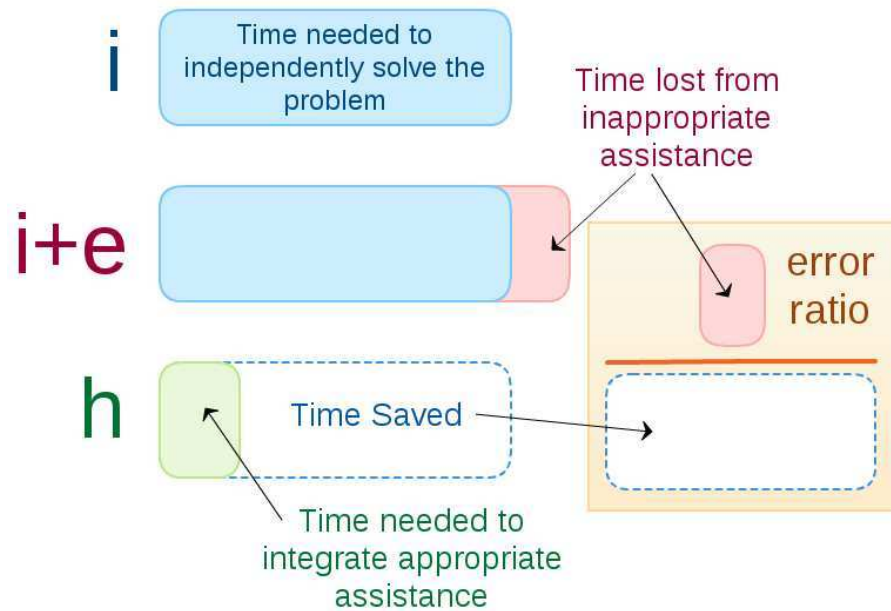 i
Time needed to
independently solve the
problem
Time lost from
inappropriate
assistance
i+e
error
ratio
h
Time Saved
Time needed to
integrate appropriate
assistance